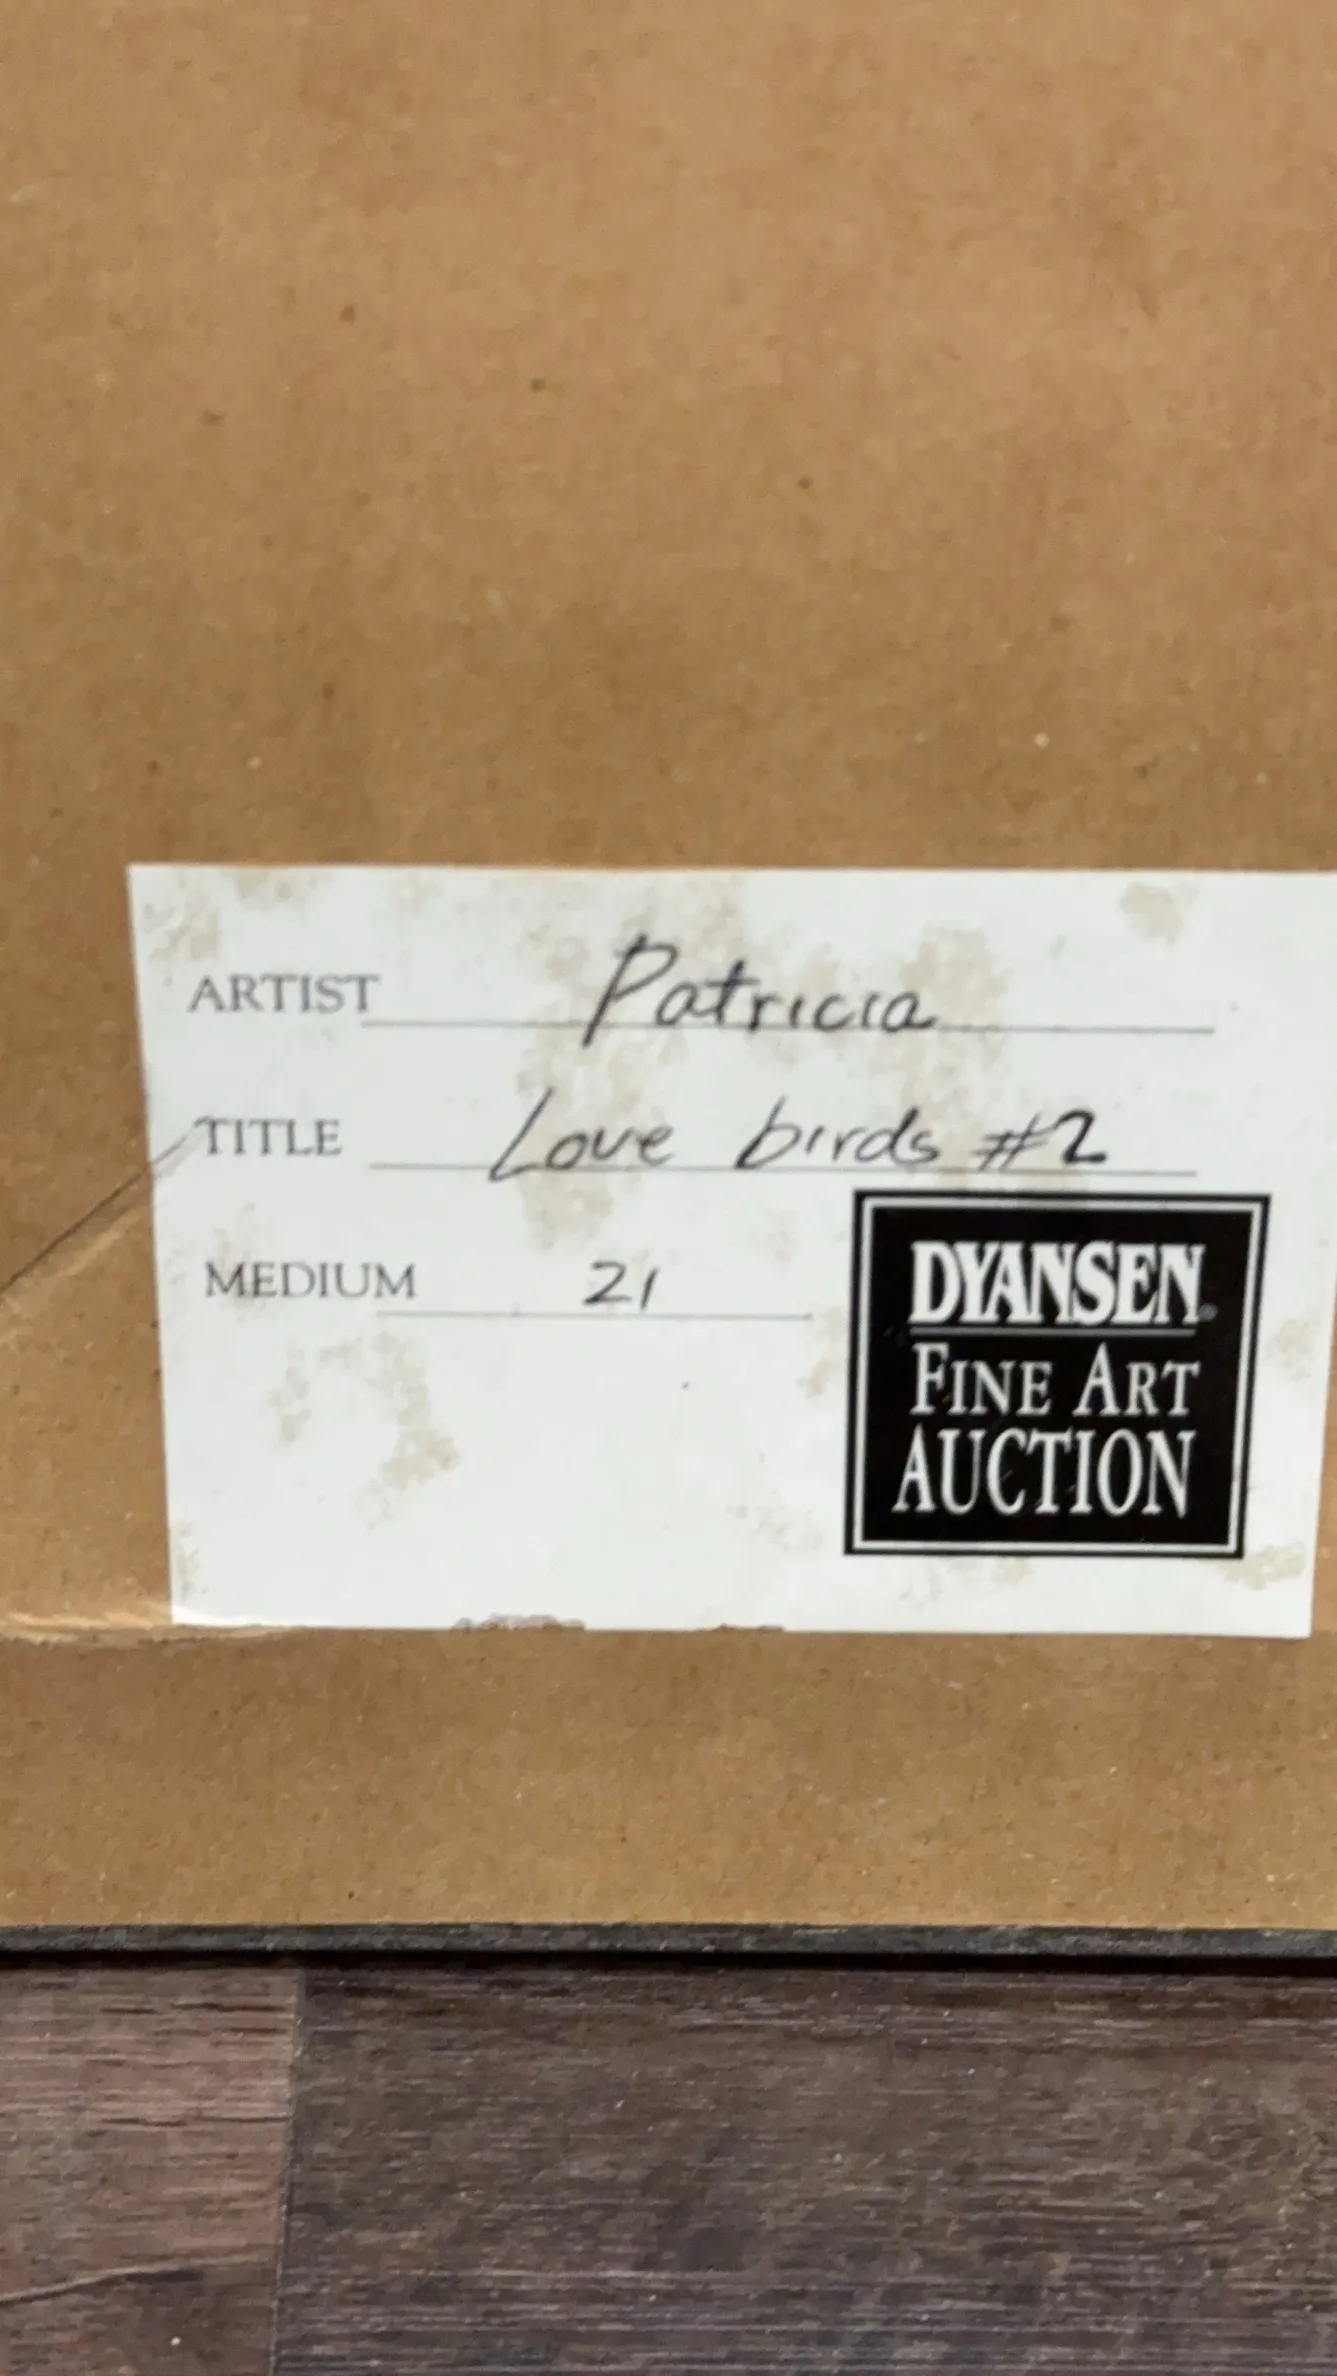 ARTIST Patricia
TITLE Love birds #2
MEDIUM 21
DYANSEN
FINE ART
AUCTION